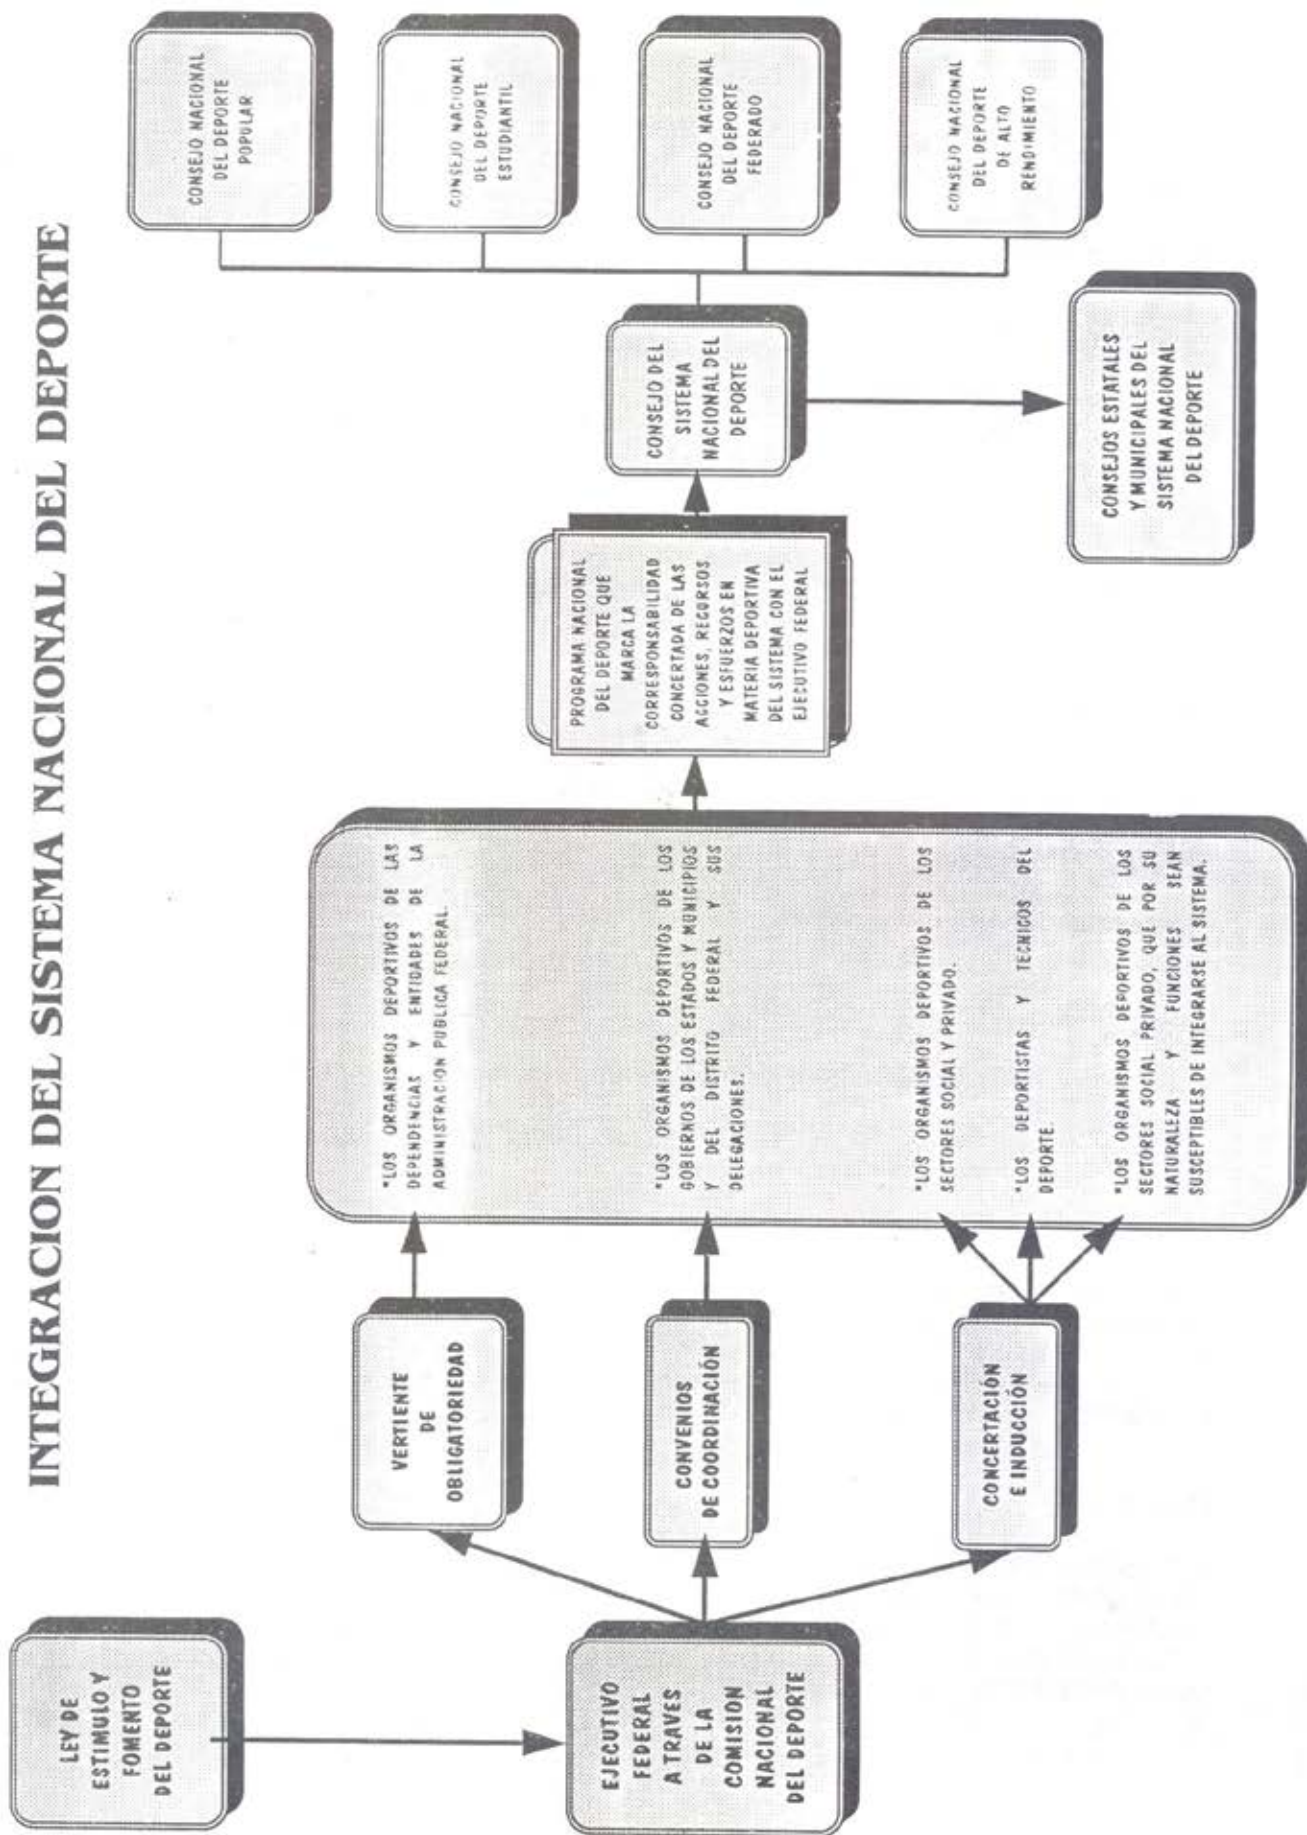 INTEGRACION DEL SISTEMA NACIONAL DEL DEPORTE
LEY DE
ESTIMULO Y
FOMENTO
DEL DEPORTE
EJECUTIVO
FEDERAL
A TRAVES
DE LA
COMISION
NACIONAL
DEL DEPORTE
VERTIENTE
DE
OBLIGATORIEDAD
CONVENIOS
DE COORDINACIÓN
CONCERTACIÓN
E INDUCCIÓN
*LOS ORGANISMOS DEPORTIVOS DE LAS
DEPENDENCIAS Y ENTIDADES DE LA
ADMINISTRACION PUBLICA FEDERAL.
*LOS ORGANISMOS DEPORTIVOS DE LOS
GOBIERNOS DE LOS ESTADOS Y MUNICIPIOS
Y DEL DISTRITO FEDERAL Y SUS
DELEGACIONES.
*LOS ORGANISMOS DEPORTIVOS DE LOS
SECTORES SOCIAL Y PRIVADO.
*LOS DEPORTISTAS Y TECNICOS DEL
DEPORTE.
*LOS ORGANISMOS DEPORTIVOS DE LOS
SECTORES SOCIAL PRIVADO, QUE POR SU
NATURALEZA Y FUNCIONES SEAN
SUSCEPTIBLES DE INTEGRARSE AL SISTEMA.
PROGRAMA NACIONAL
DEL DEPORTE QUE
MARCA LA
CORRESPONSABILIDAD
CONCERTADA DE LAS
ACCIONES, RECURSOS
Y ESFUERZOS EN
MATERIA DEPORTIVA
DEL SISTEMA CON EL
EJECUTIVO FEDERAL
CONSEJO DEL
SISTEMA
NACIONAL DEL
DEPORTE
CONSEJOS ESTATALES
Y MUNICIPALES DEL
SISTEMA NACIONAL
DEL DEPORTE
CONSEJO NACIONAL
DEL DEPORTE
POPULAR
CONSEJO NACIONAL
DEL DEPORTE
ESTUDIANTIL
CONSEJO NACIONAL
DEL DEPORTE
FEDERADO
CONSEJO NACIONAL
DEL DEPORTE
DE ALTO
RENDIMIENTO